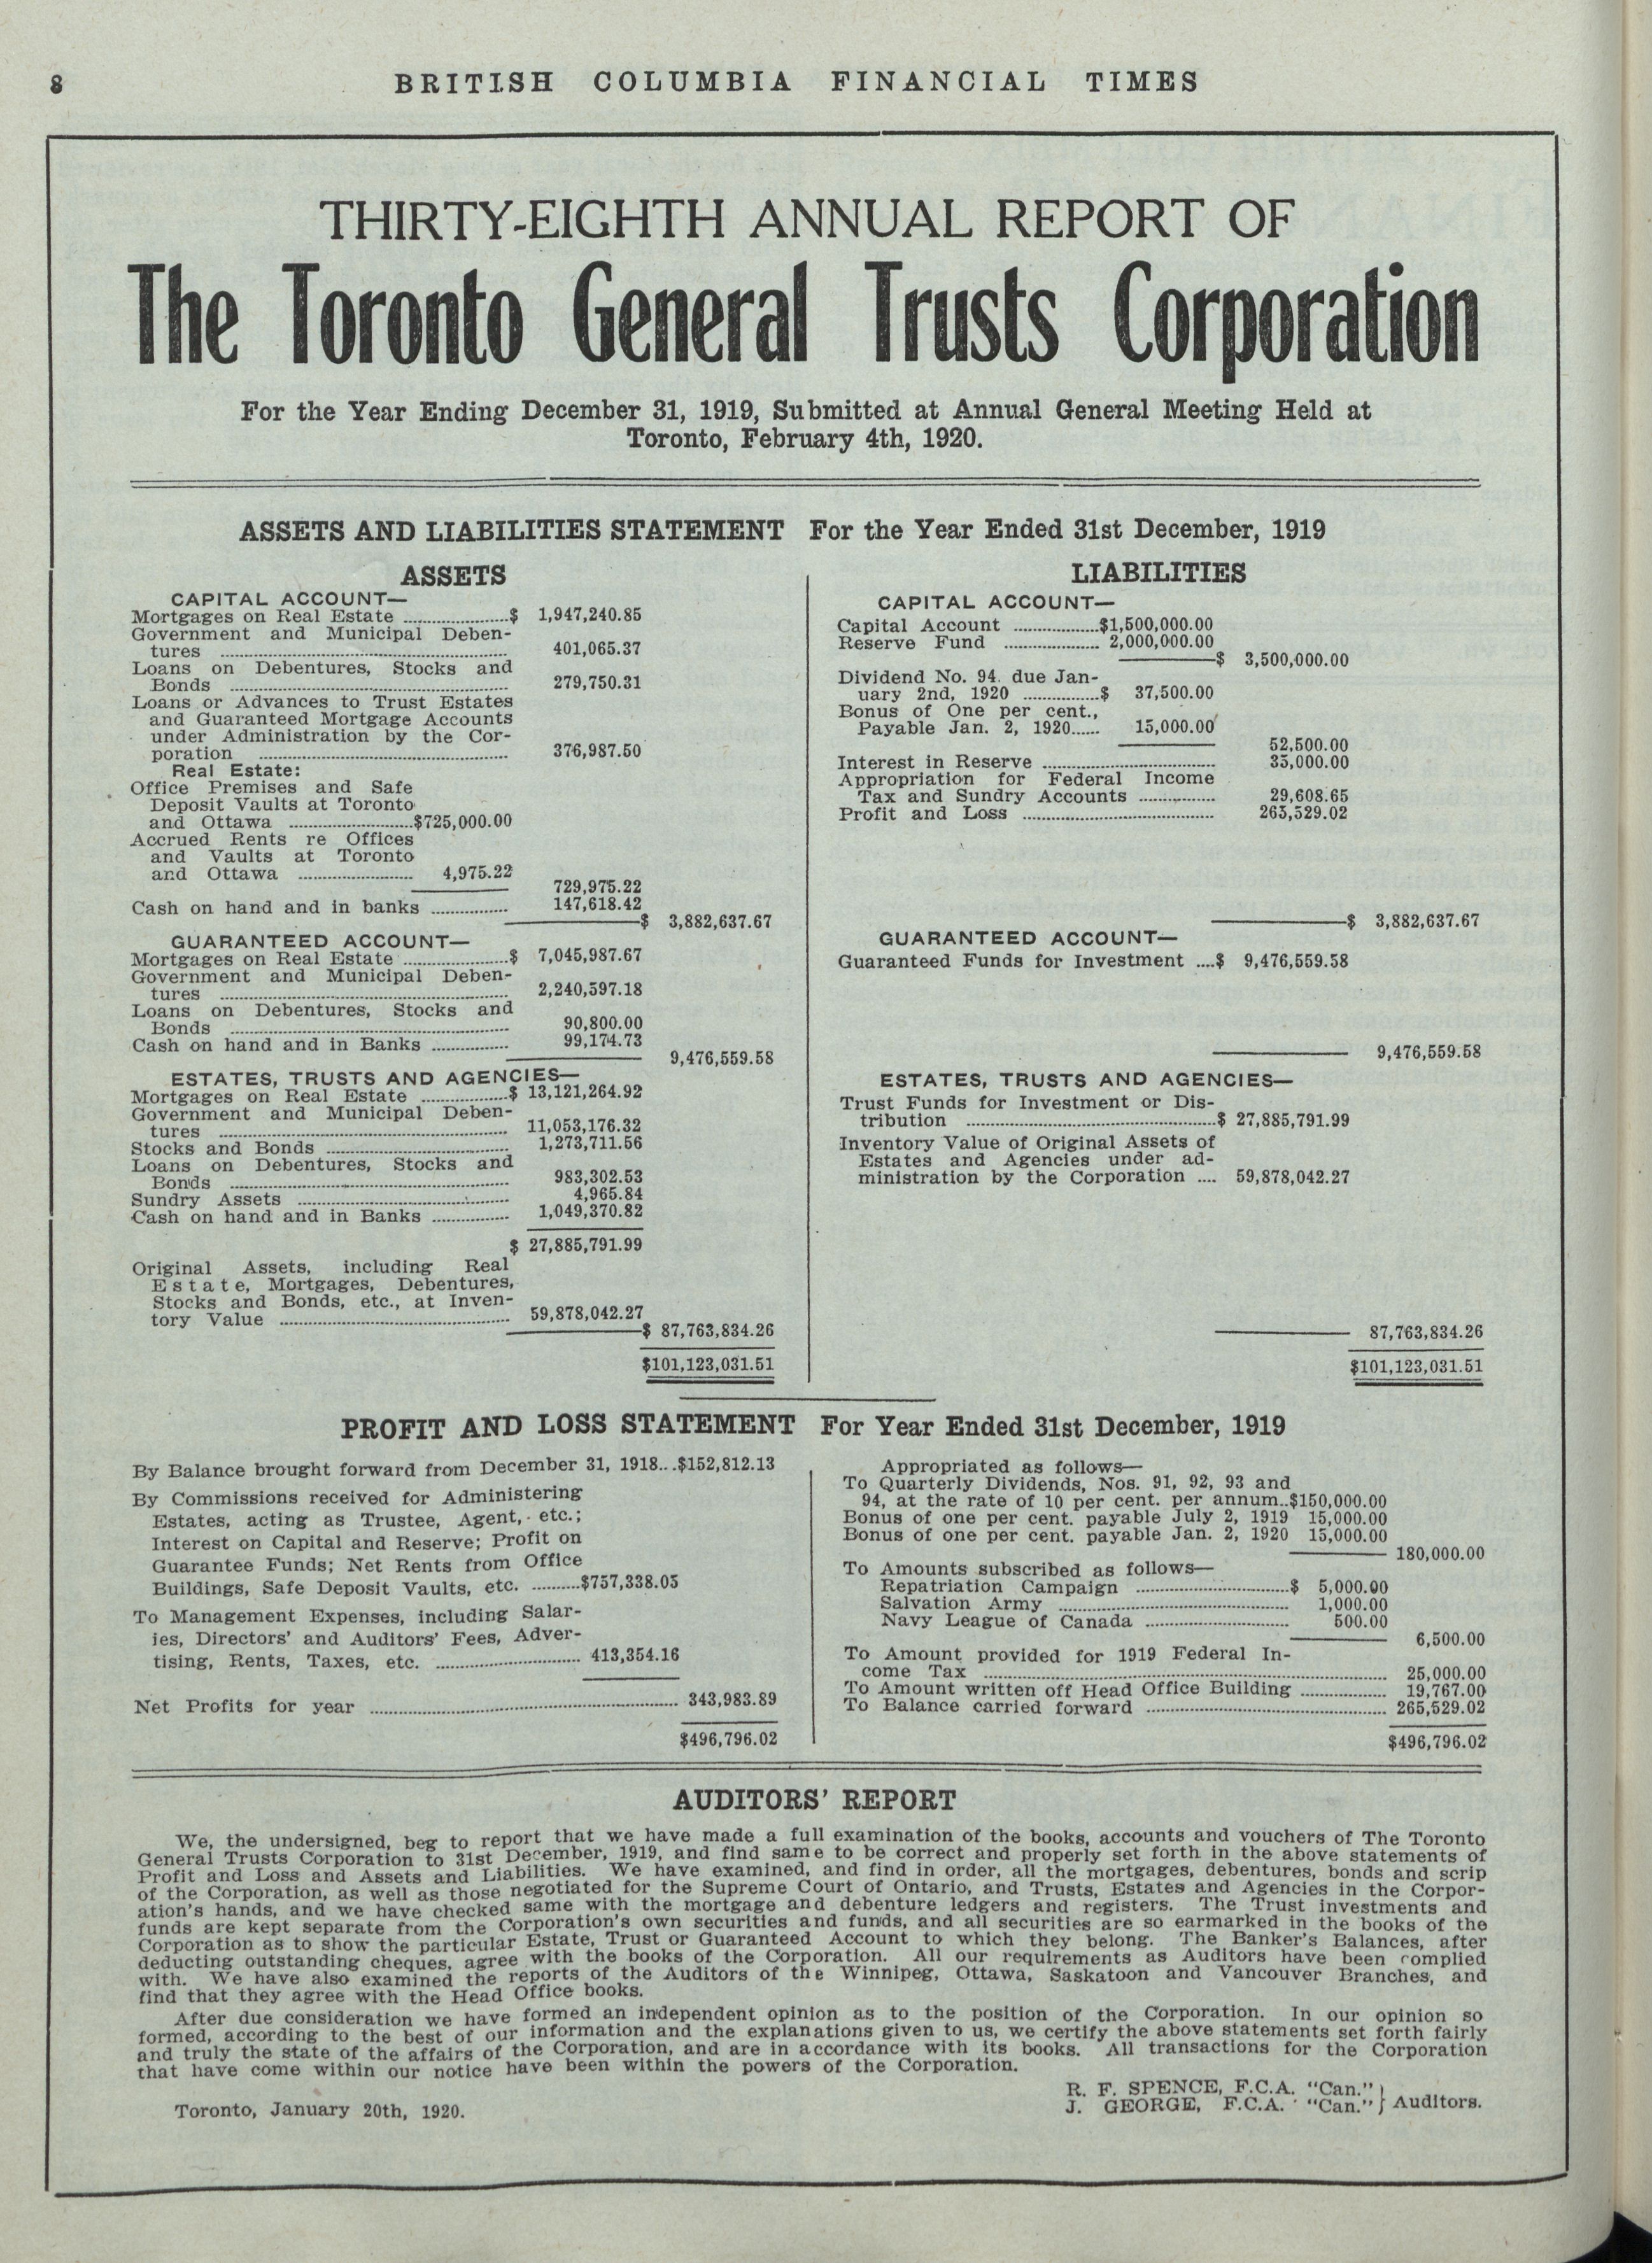 8
BRITISH COLUMBIA FINANCIAL TIMES
THIRTY-EIGHTH ANNUAL REPORT OF
The Toronto General Trusts Corporation
For the Year Ending December 31, 1919, Submitted at Annual General Meeting Held at
Toronto, February 4th, 1920.
ASSETS AND LIABILITIES STATEMENT For the Year Ended 31st December, 1919
ASSETS
CAPITAL ACCOUNT—
Mortgages on Real Estate ....................$ 1,947,240.85
Government and Municipal Deben-
tures .................... 401,065.37
Loans on Debentures, Stocks and
Bonds .................... 279,750.31
Loans or Advances to Trust Estates
and Guaranteed Mortgage Accounts
under Administration by the Cor-
poration .................... 376,987.50
Real Estate:
Office Premises and Safe
Deposit Vaults at Toronto
and Ottawa ....................$725,000.00
Accrued Rents re Offices
and Vaults at Toronto
and Ottawa .................... 4,975.22
729,975.22
Cash on hand and in banks ............... 147,618.42
$ 3,882,637.67
GUARANTEED ACCOUNT—
Mortgages on Real Estate ....................$ 7,045,987.67
Government and Municipal Deben-
tures .................... 2,240,597.18
Loans on Debentures, Stocks and
Bonds .................... 90,800.00
Cash on hand and in Banks ............... 99,174.73
9,476,559.58
ESTATES, TRUSTS AND AGENCIES—
Mortgages on Real Estate .................$ 13,121,264.92
Government and Municipal Deben-
tures .................... 11,053,176.32
Stocks and Bonds .................... 1,273,711.56
Loans on Debentures, Stocks and
Bonds .................... 983,302.53
Sundry Assets .................... 4,965.84
Cash on hand and in Banks ............... 1,049,370.82
$ 27,885,791.99
Original Assets, including Real
Estate, Mortgages, Debentures,
Stocks and Bonds, etc., at Inven-
tory Value .................... 59,878,042.27
$ 87,763,834.26
$101,123,031.51
LIABILITIES
CAPITAL ACCOUNT—
Capital Account .................$1,500,000.00
Reserve Fund ................... 2,000,000.00
$ 3,500,000.00
Dividend No. 94, due Jan-
uary 2nd, 1920 ...............$ 37,500.00
Bonus of One per cent.,
Payable Jan. 2, 1920...... 15,000.00
52,500.00
Interest in Reserve .................... 35,000.00
Appropriation for Federal Income
Tax and Sundry Accounts ............... 29,608.65
Profit and Loss .................... 265,529.02
$ 3,882,637.67
GUARANTEED ACCOUNT—
Guaranteed Funds for Investment ....$ 9,476,559.58
9,476,559.58
ESTATES, TRUSTS AND AGENCIES—
Trust Funds for Investment or Dis-
tribution ....................$ 27,885,791.99
Inventory Value of Original Assets of
Estates and Agencies under ad-
ministration by the Corporation .... 59,878,042.27
87,763,834.26
$101,123,031.51
PROFIT AND LOSS STATEMENT For Year Ended 31st December, 1919
By Balance brought forward from December 31, 1918...$152,812.13
By Commissions received for Administering
Estates, acting as Trustee, Agent, etc.;
Interest on Capital and Reserve; Profit on
Guarantee Funds; Net Rents from Office
Buildings, Safe Deposit Vaults, etc. .........$757,338.05
To Management Expenses, including Salar-
ies, Directors' and Auditors' Fees, Adver-
tising, Rents, Taxes, etc. .................... 413,354.16
Net Profits for year .................... 343,983.89
$496,796.02
Appropriated as follows—
To Quarterly Dividends, Nos. 91, 92, 93 and
94, at the rate of 10 per cent. per annum..$150,000.00
Bonus of one per cent. payable July 2, 1919 15,000.00
Bonus of one per cent. payable Jan. 2, 1920 15,000.00
180,000.00
To Amounts subscribed as follows—
Repatriation Campaign ....................$ 5,000.00
Salvation Army .................... 1,000.00
Navy League of Canada .................... 500.00
6,500.00
To Amount provided for 1919 Federal In-
come Tax .................... 25,000.00
To Amount written off Head Office Building ................. 19,767.00
To Balance carried forward .................... 265,529.02
$496,796.02
AUDITORS' REPORT
We, the undersigned, beg to report that we have made a full examination of the books, accounts and vouchers of The Toronto
General Trusts Corporation to 31st December, 1919, and find same to be correct and properly set forth in the above statements of
Profit and Loss and Assets and Liabilities. We have examined, and find in order, all the mortgages, debentures, bonds and scrip
of the Corporation, as well as those negotiated for the Supreme Court of Ontario, and Trusts, Estates and Agencies in the Corpor-
ation's hands, and we have checked same with the mortgage and debenture ledgers and registers. The Trust investments and
funds are kept separate from the Corporation's own securities and funds, and all securities are so earmarked in the books of the
Corporation as to show the particular Estate, Trust or Guaranteed Account to which they belong. The Banker's Balances, after
deducting outstanding cheques, agree with the books of the Corporation. All our requirements as Auditors have been complied
with. We have also examined the reports of the Auditors of the Winnipeg, Ottawa, Saskatoon and Vancouver Branches, and
find that they agree with the Head Office books.
After due consideration we have formed an independent opinion as to the position of the Corporation. In our opinion so
formed, according to the best of our information and the explanations given to us, we certify the above statements set forth fairly
and truly the state of the affairs of the Corporation, and are in accordance with its books. All transactions for the Corporation
that have come within our notice have been within the powers of the Corporation.
R. F. SPENCE, F.C.A. "Can." }
J. GEORGE, F.C.A. "Can." } Auditors.
Toronto, January 20th, 1920.